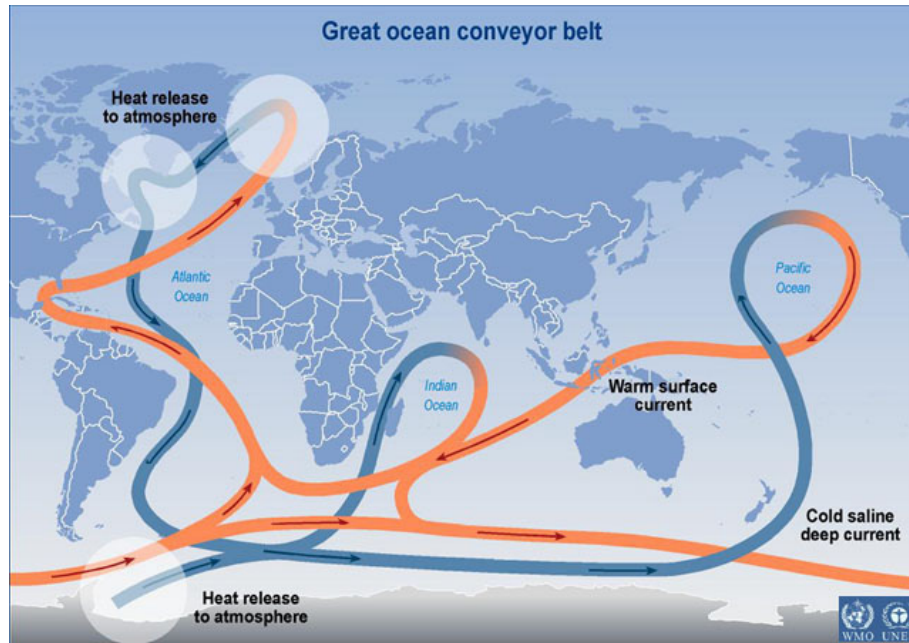 Great ocean conveyor belt
Heat release
to atmosphere
Atlantic
Ocean
Pacific
Ocean
Indian
Ocean
Warm surface
current
Cold saline
deep current
Heat release
to atmosphere
WMO UNEP